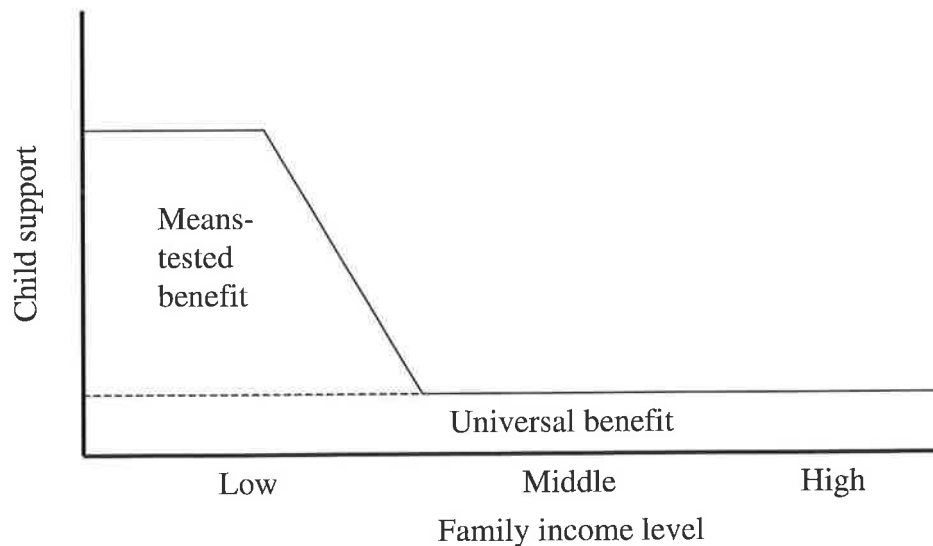 Child support
Means-
tested
benefit
Universal benefit
Low
Middle
High
Family income level